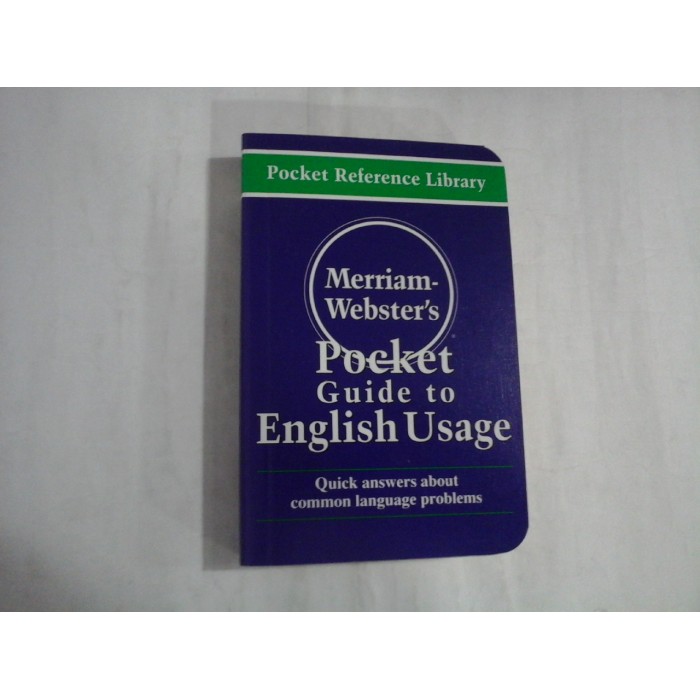 Pocket Reference Library
Merriam-
Webster's
Pocket
Guide to
English Usage
Quick answers about
common language problems